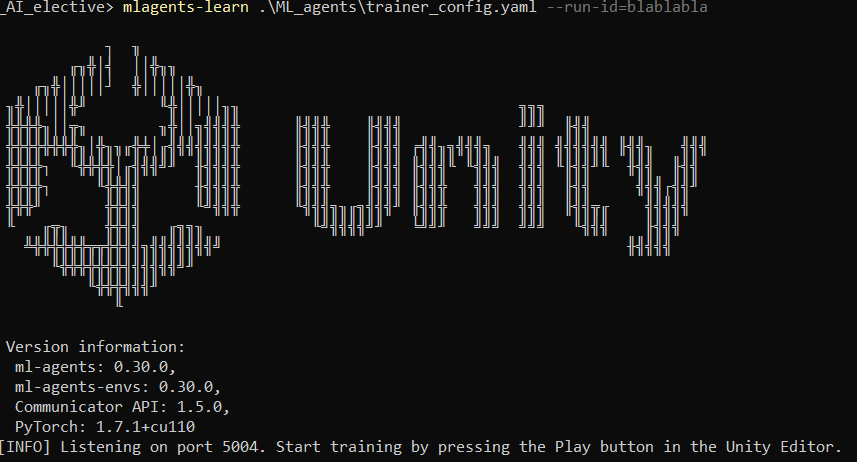 _AI_elective> mlagents-learn .\ML_agents\trainer_config.yaml --run-id=blablabla
Unity
Version information:
ml-agents: 0.30.0,
ml-agents-envs: 0.30.0,
Communicator API: 1.5.0,
PyTorch: 1.7.1+cu110
[INFO] Listening on port 5004. Start training by pressing the Play button in the Unity Editor.